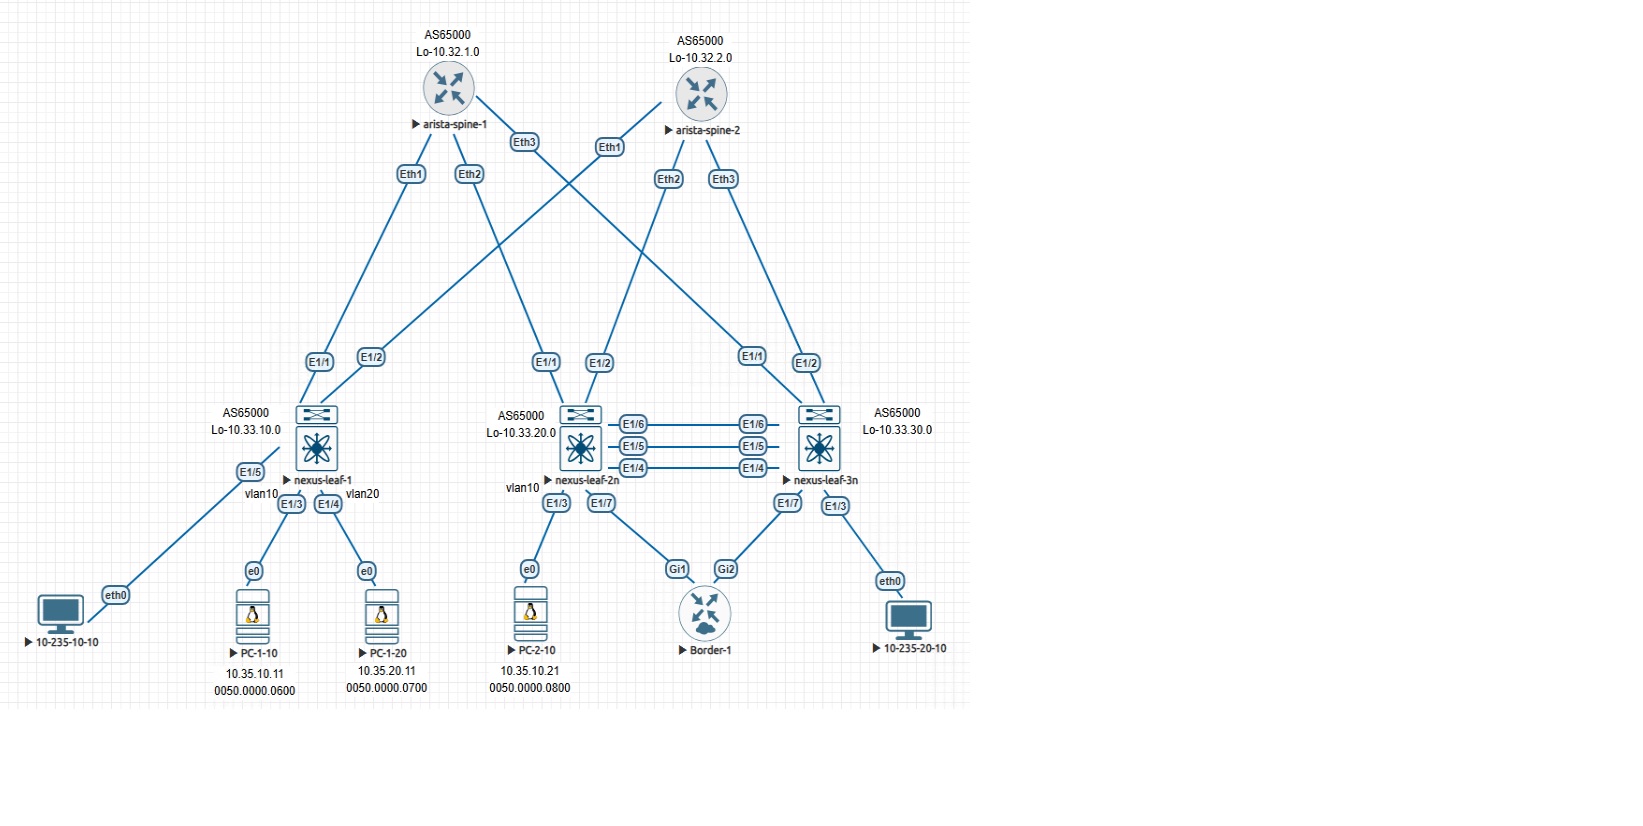 AS65000
Lo-10.32.1.0
AS65000
Lo-10.32.2.0
arista-spine-1
arista-spine-2
Eth3
Eth1
Eth1
Eth2
Eth2
Eth3
E1/1
E1/2
E1/1
E1/2
E1/1
E1/2
AS65000
Lo-10.33.10.0
AS65000
Lo-10.33.20.0
AS65000
Lo-10.33.30.0
E1/6
E1/6
E1/5
E1/5
E1/4
E1/4
E1/5
nexus-leaf-1
nexus-leaf-2n
nexus-leaf-3n
vlan10
vlan20
vlan10
E1/3
E1/4
E1/3
E1/7
E1/7
E1/3
eth0
e0
e0
e0
Gi1
Gi2
eth0
10-235-10-10
PC-1-10
PC-1-20
PC-2-10
Border-1
10-235-20-10
10.35.10.11
0050.0000.0600
10.35.20.11
0050.0000.0700
10.35.10.21
0050.0000.0800